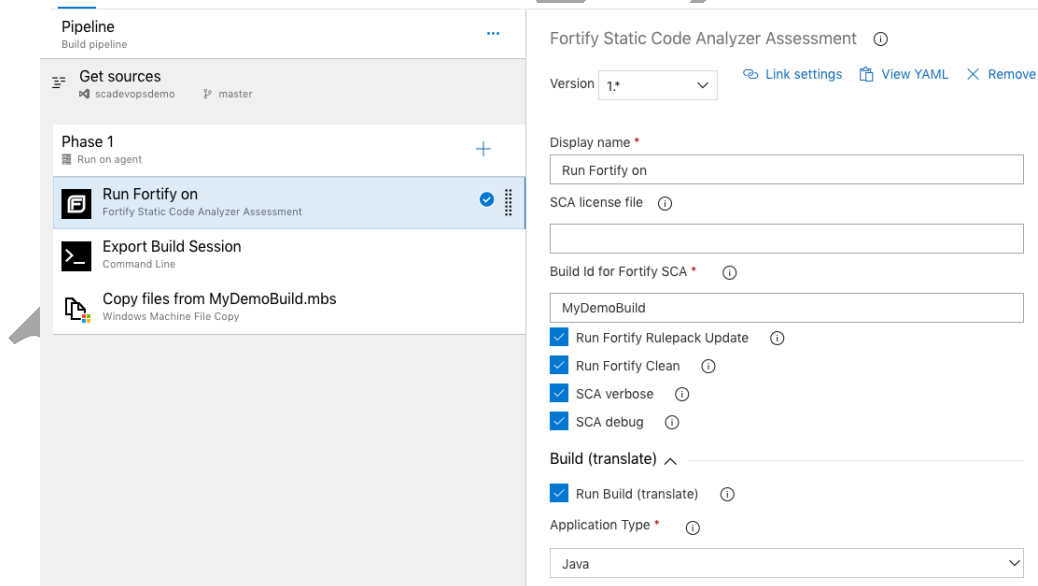 Pipeline
Build pipeline
...
Get sources
scadevopsdemo master
Phase 1
Run on agent
Run Fortify on
Fortify Static Code Analyzer Assessment
Export Build Session
Command Line
Copy files from MyDemoBuild.mbs
Windows Machine File Copy
Fortify Static Code Analyzer Assessment
Version 1.*
Link settings View YAML Remove
Display name *
Run Fortify on
SCA license file
Build Id for Fortify SCA *
MyDemoBuild
Run Fortify Rulepack Update
Run Fortify Clean
SCA verbose
SCA debug
Build (translate)
Run Build (translate)
Application Type *
Java